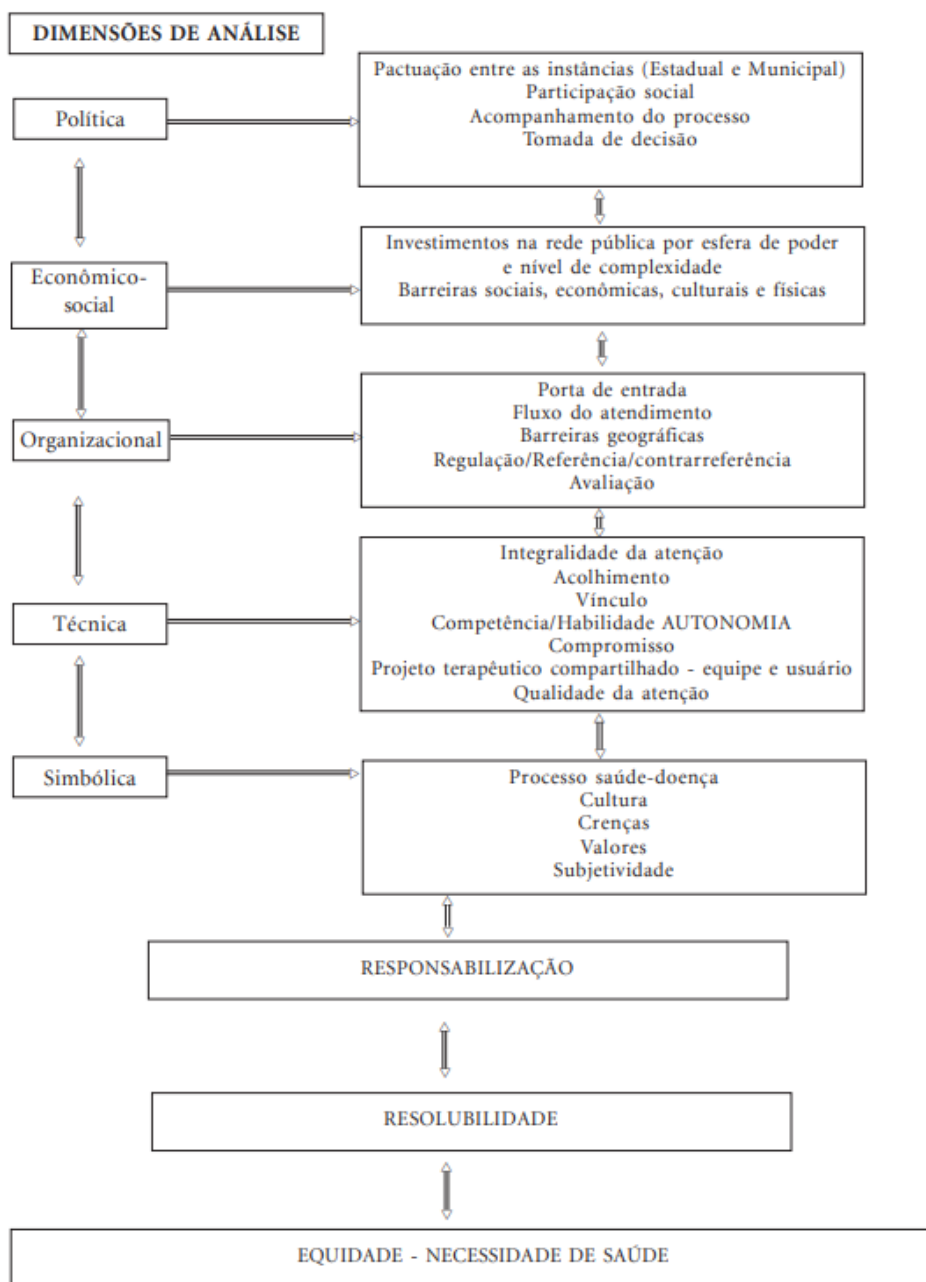 DIMENSÕES DE ANÁLISE
Política
Pactuação entre as instâncias (Estadual e Municipal)
Participação social
Acompanhamento do processo
Tomada de decisão
Econômico-
social
Investimentos na rede pública por esfera de poder
e nível de complexidade
Barreiras sociais, econômicas, culturais e físicas
Organizacional
Porta de entrada
Fluxo do atendimento
Barreiras geográficas
Regulação/Referência/contrarreferência
Avaliação
Técnica
Integralidade da atenção
Acolhimento
Vínculo
Competência/Habilidade AUTONOMIA
Compromisso
Projeto terapêutico compartilhado - equipe e usuário
Qualidade da atenção
Simbólica
Processo saúde-doença
Cultura
Crenças
Valores
Subjetividade
RESPONSABILIZAÇÃO
RESOLUBILIDADE
EQUIDADE - NECESSIDADE DE SAÚDE